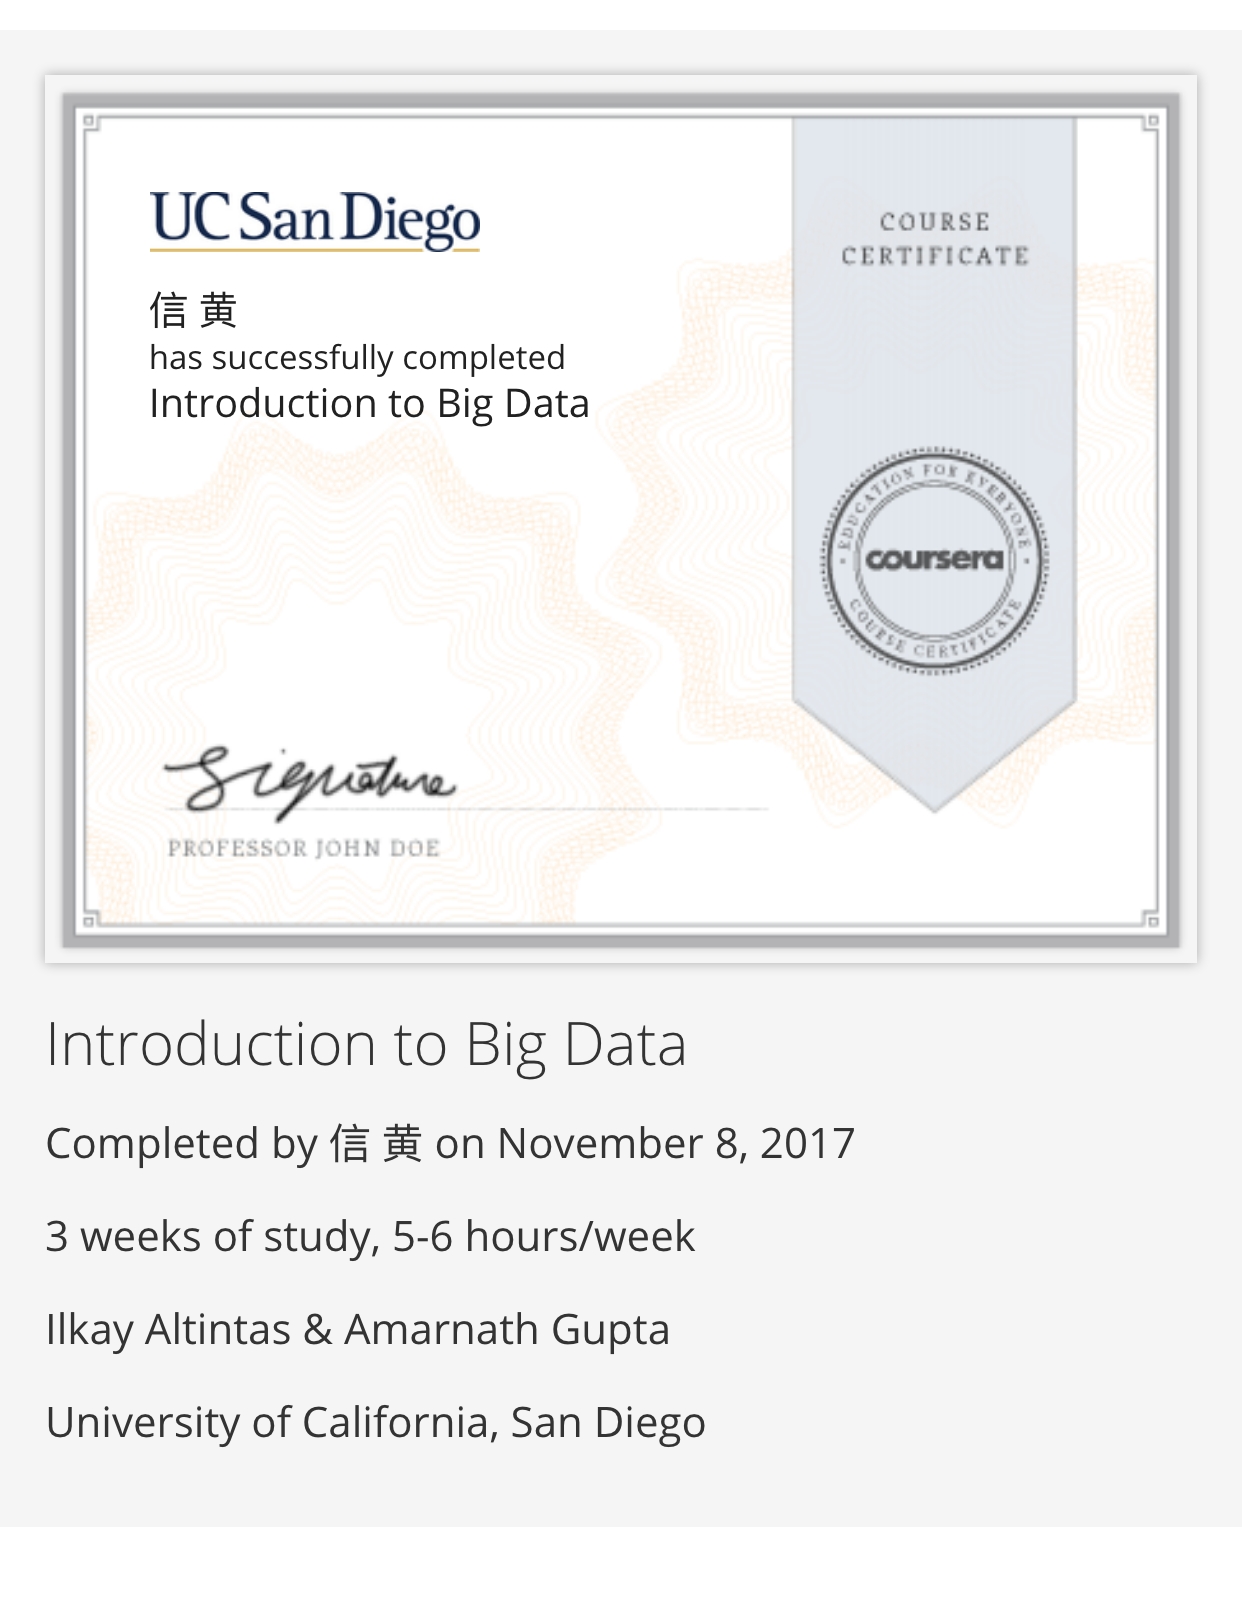 UC San Diego
信 黄
has successfully completed
Introduction to Big Data
COURSE
CERTIFICATE
EDUCATION FOR EVERYONE
coursera
COURSE CERTIFICATE
Signature
PROFESSOR JOHN DOE
Introduction to Big Data
Completed by 信 黄 on November 8, 2017
3 weeks of study, 5-6 hours/week
Ilkay Altintas & Amarnath Gupta
University of California, San Diego